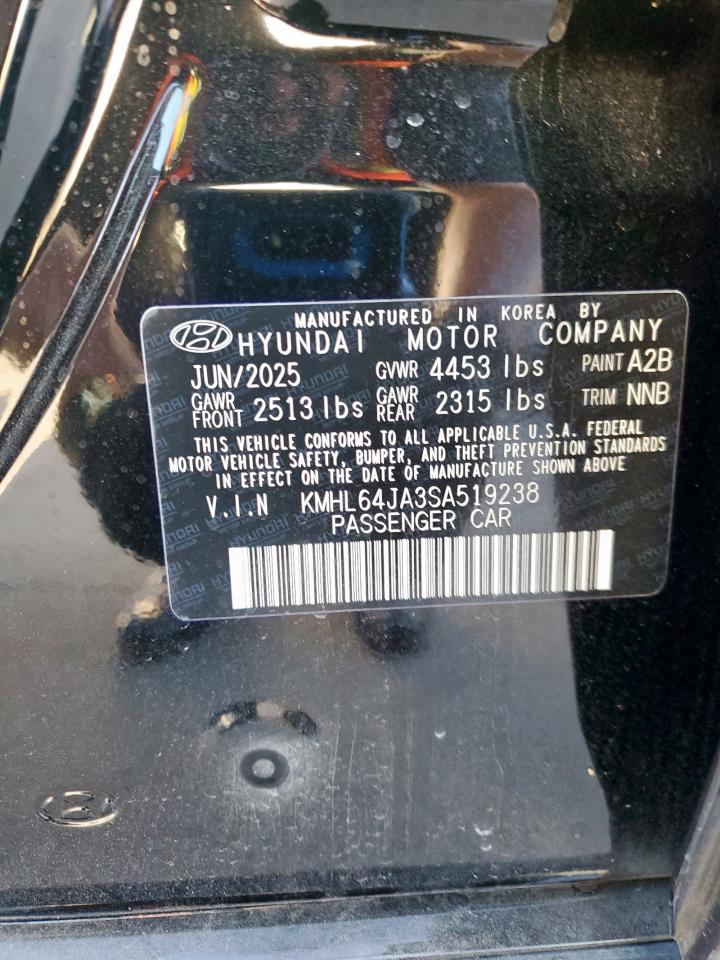 MANUFACTURED IN KOREA BY
HYUNDAI MOTOR COMPANY
JUN/2025 GVWR 4453 lbs PAINT A2B
GAWR FRONT 2513 lbs GAWR REAR 2315 lbs TRIM NNB
THIS VEHICLE CONFORMS TO ALL APPLICABLE U.S.A. FEDERAL
MOTOR VEHICLE SAFETY, BUMPER, AND THEFT PREVENTION STANDARDS
IN EFFECT ON THE DATE OF MANUFACTURE SHOWN ABOVE
V.I.N KMHL64JA3SA519238
PASSENGER CAR